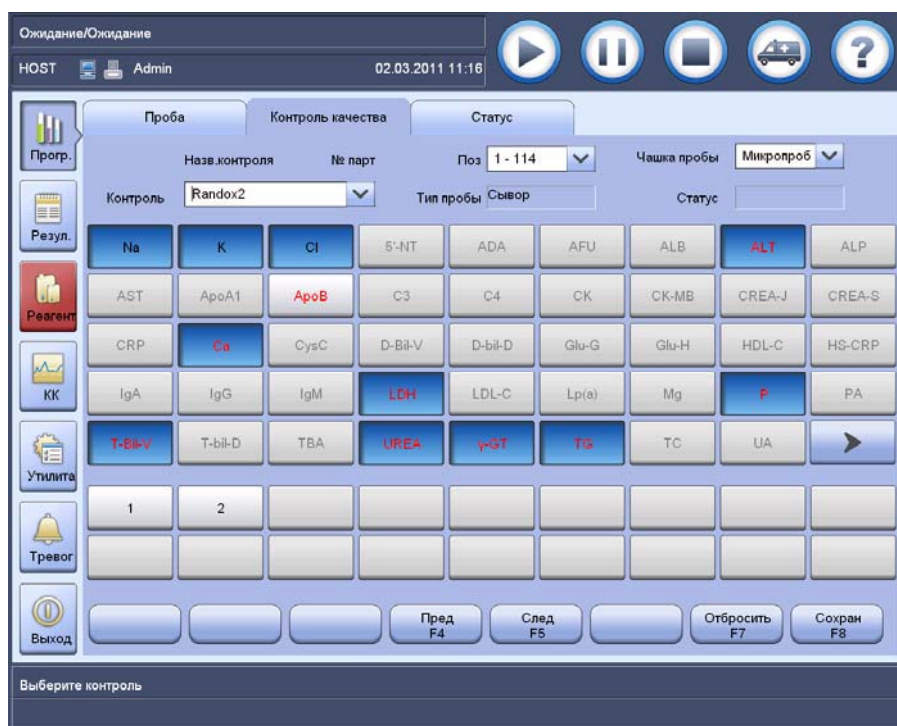 Ожидание/Ожидание
HOST Admin 02.03.2011 11:16
?
Прогр.
Резул.
Реагент
КК
Утилита
Тревог
Выход
Проба Контроль качества Статус
Назв.контроля № парт Поз 1 - 114 Чашка пробы Микропроб
Контроль Randox2 Тип пробы Сывор Статус
Na K Cl 5'-NT ADA AFU ALB ALT ALP
AST ApoA1 ApoB C3 C4 CK CK-MB CREA-J CREA-S
CRP Ca CysC D-Bil-V D-bil-D Glu-G Glu-H HDL-C HS-CRP
IgA IgG IgM LDH LDL-C Lp(a) Mg P PA
T-Bil-V T-bil-D TBA UREA γ-GT TG TC UA
1 2
Пред F4 След F5 Отбросить F7 Сохран F8
Выберите контроль